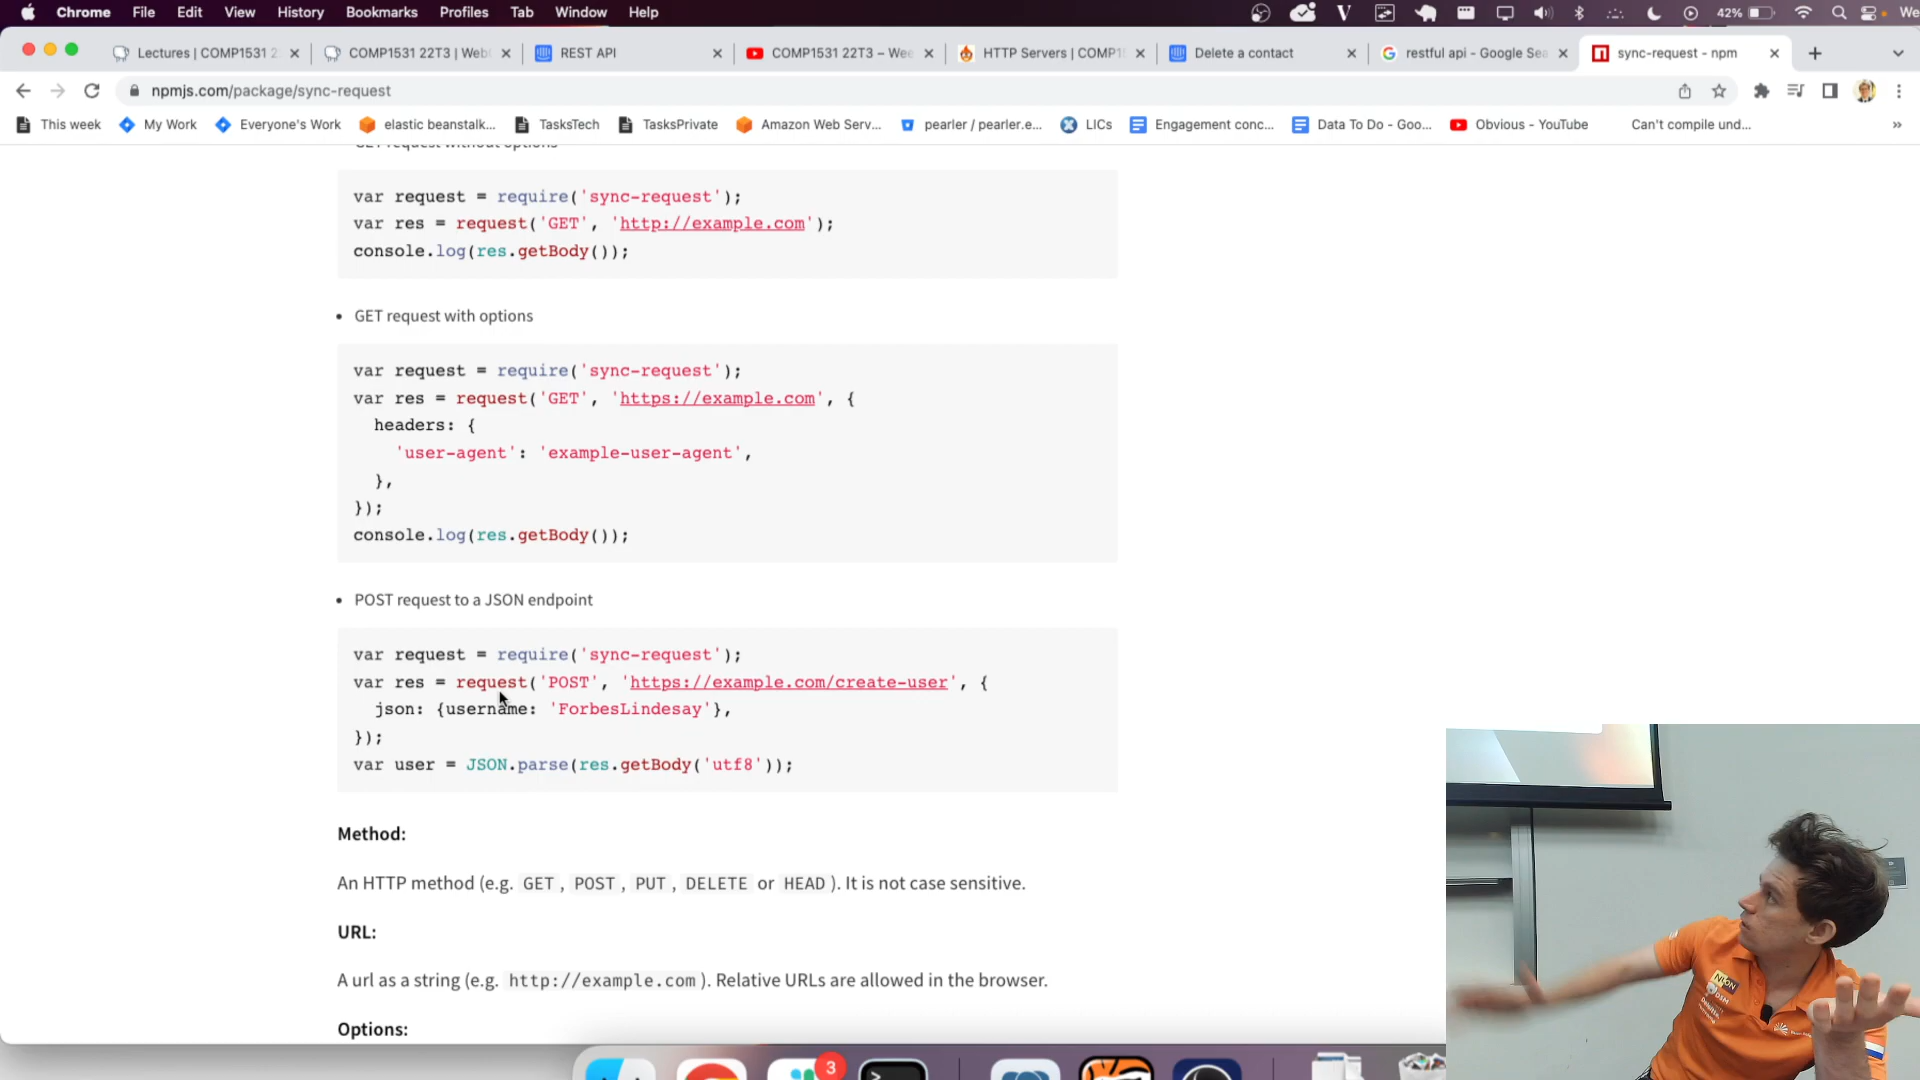 Chrome File Edit View History Bookmarks Profiles Tab Window Help 42% We
Lectures | COMP1531 2 COMP1531 22T3 | Web REST API COMP1531 22T3 – Wee HTTP Servers | COMP1 Delete a contact restful api - Google Sea sync-request - npm
npmjs.com/package/sync-request
This week My Work Everyone's Work elastic beanstalk... TasksTech TasksPrivate Amazon Web Serv... pearler / pearler.e... LICs Engagement conc... Data To Do - Goo... Obvious - YouTube Can't compile und... »
GET request without options
var request = require('sync-request');
var res = request('GET', 'http://example.com');
console.log(res.getBody());
• GET request with options
var request = require('sync-request');
var res = request('GET', 'https://example.com', {
headers: {
'user-agent': 'example-user-agent',
},
});
console.log(res.getBody());
• POST request to a JSON endpoint
var request = require('sync-request');
var res = request('POST', 'https://example.com/create-user', {
json: {username: 'ForbesLindesay'},
});
var user = JSON.parse(res.getBody('utf8'));
Method:
An HTTP method (e.g. GET, POST, PUT, DELETE or HEAD). It is not case sensitive.
URL:
A url as a string (e.g. http://example.com). Relative URLs are allowed in the browser.
Options:
3